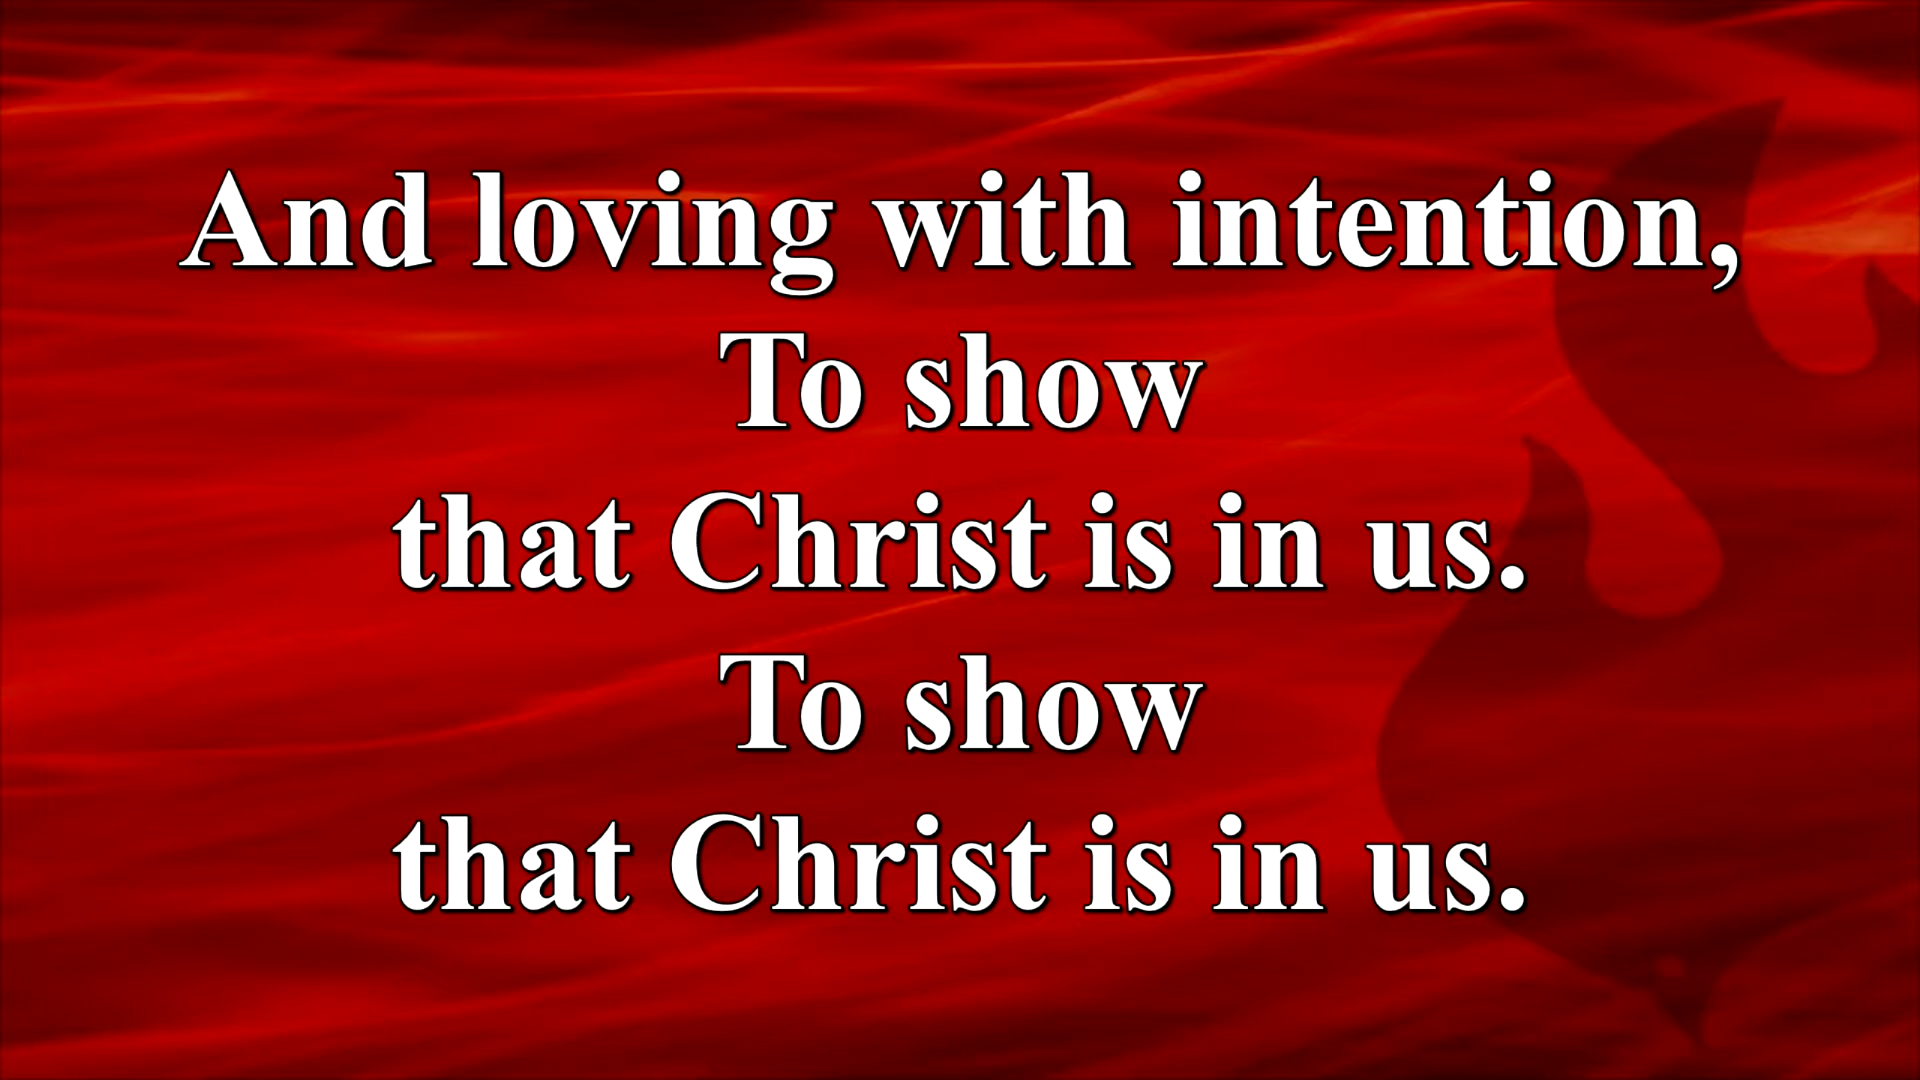 And loving with intention,
To show
that Christ is in us.
To show
that Christ is in us.